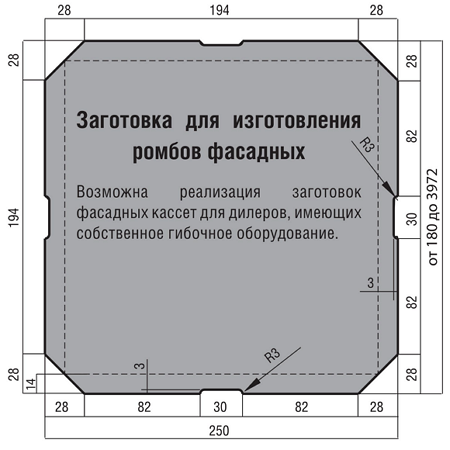 28 194 28
28
Заготовка для изготовления
ромбов фасадных
Возможна реализация заготовок
фасадных кассет для дилеров, имеющих
собственное гибочное оборудование.
28
82
R3
194
30
от 180 до 3972
3
82
28
14
3
R3
28
28 82 30 82 28
250